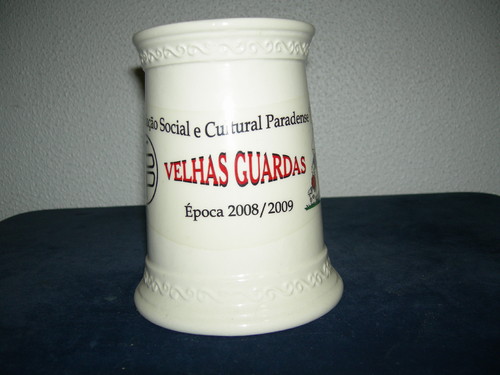 ção Social e Cultural Paradense
VELHAS GUARDAS
Época 2008/2009